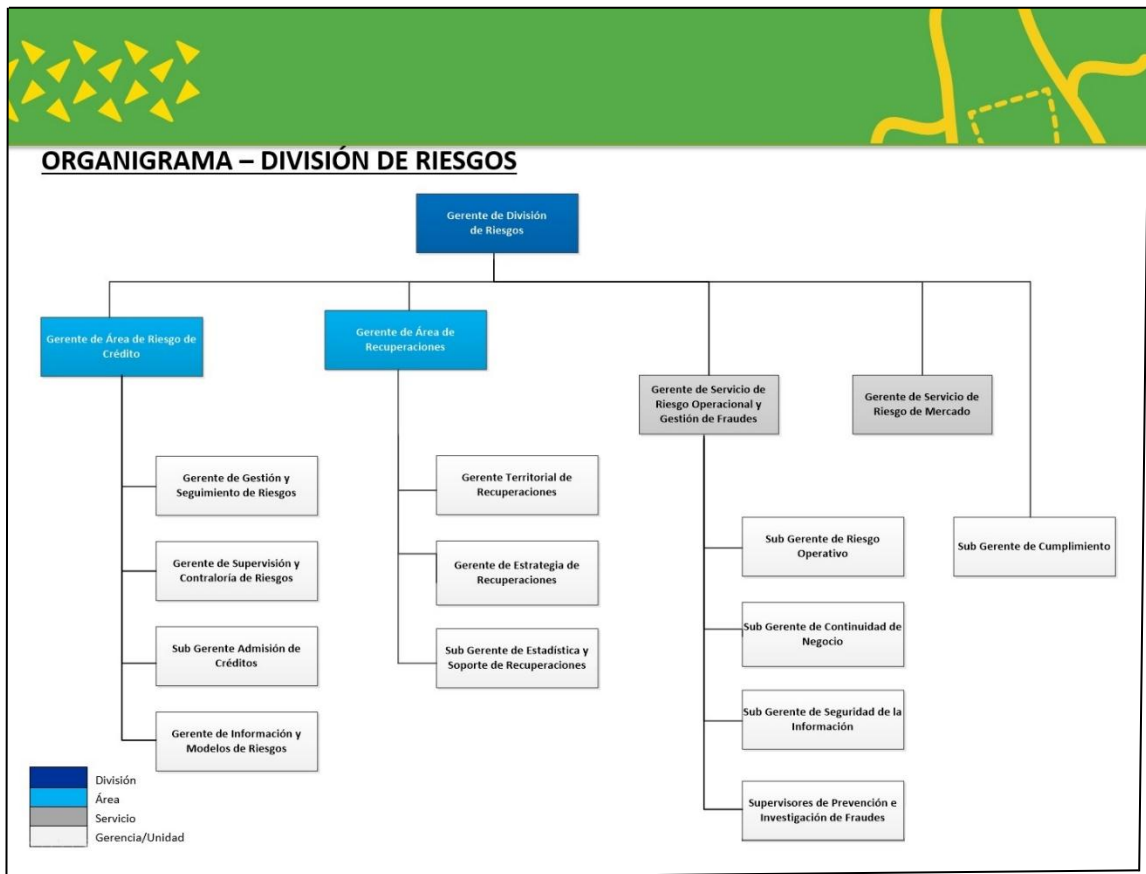 ORGANIGRAMA – DIVISIÓN DE RIESGOS
Gerente de División
de Riesgos
Gerente de Área de Riesgo de
Crédito
Gerente de Área de
Recuperaciones
Gerente de Servicio de
Riesgo Operacional y
Gestión de Fraudes
Gerente de Servicio de
Riesgo de Mercado
Gerente de Gestión y
Seguimiento de Riesgos
Gerente de Supervisión y
Contraloría de Riesgos
Sub Gerente Admisión de
Créditos
Gerente de Información y
Modelos de Riesgos
Gerente Territorial de
Recuperaciones
Gerente de Estrategia de
Recuperaciones
Sub Gerente de Estadística y
Soporte de Recuperaciones
Sub Gerente de Riesgo
Operativo
Sub Gerente de Continuidad de
Negocio
Sub Gerente de Seguridad de la
Información
Supervisores de Prevención e
Investigación de Fraudes
Sub Gerente de Cumplimiento
División
Área
Servicio
Gerencia/Unidad